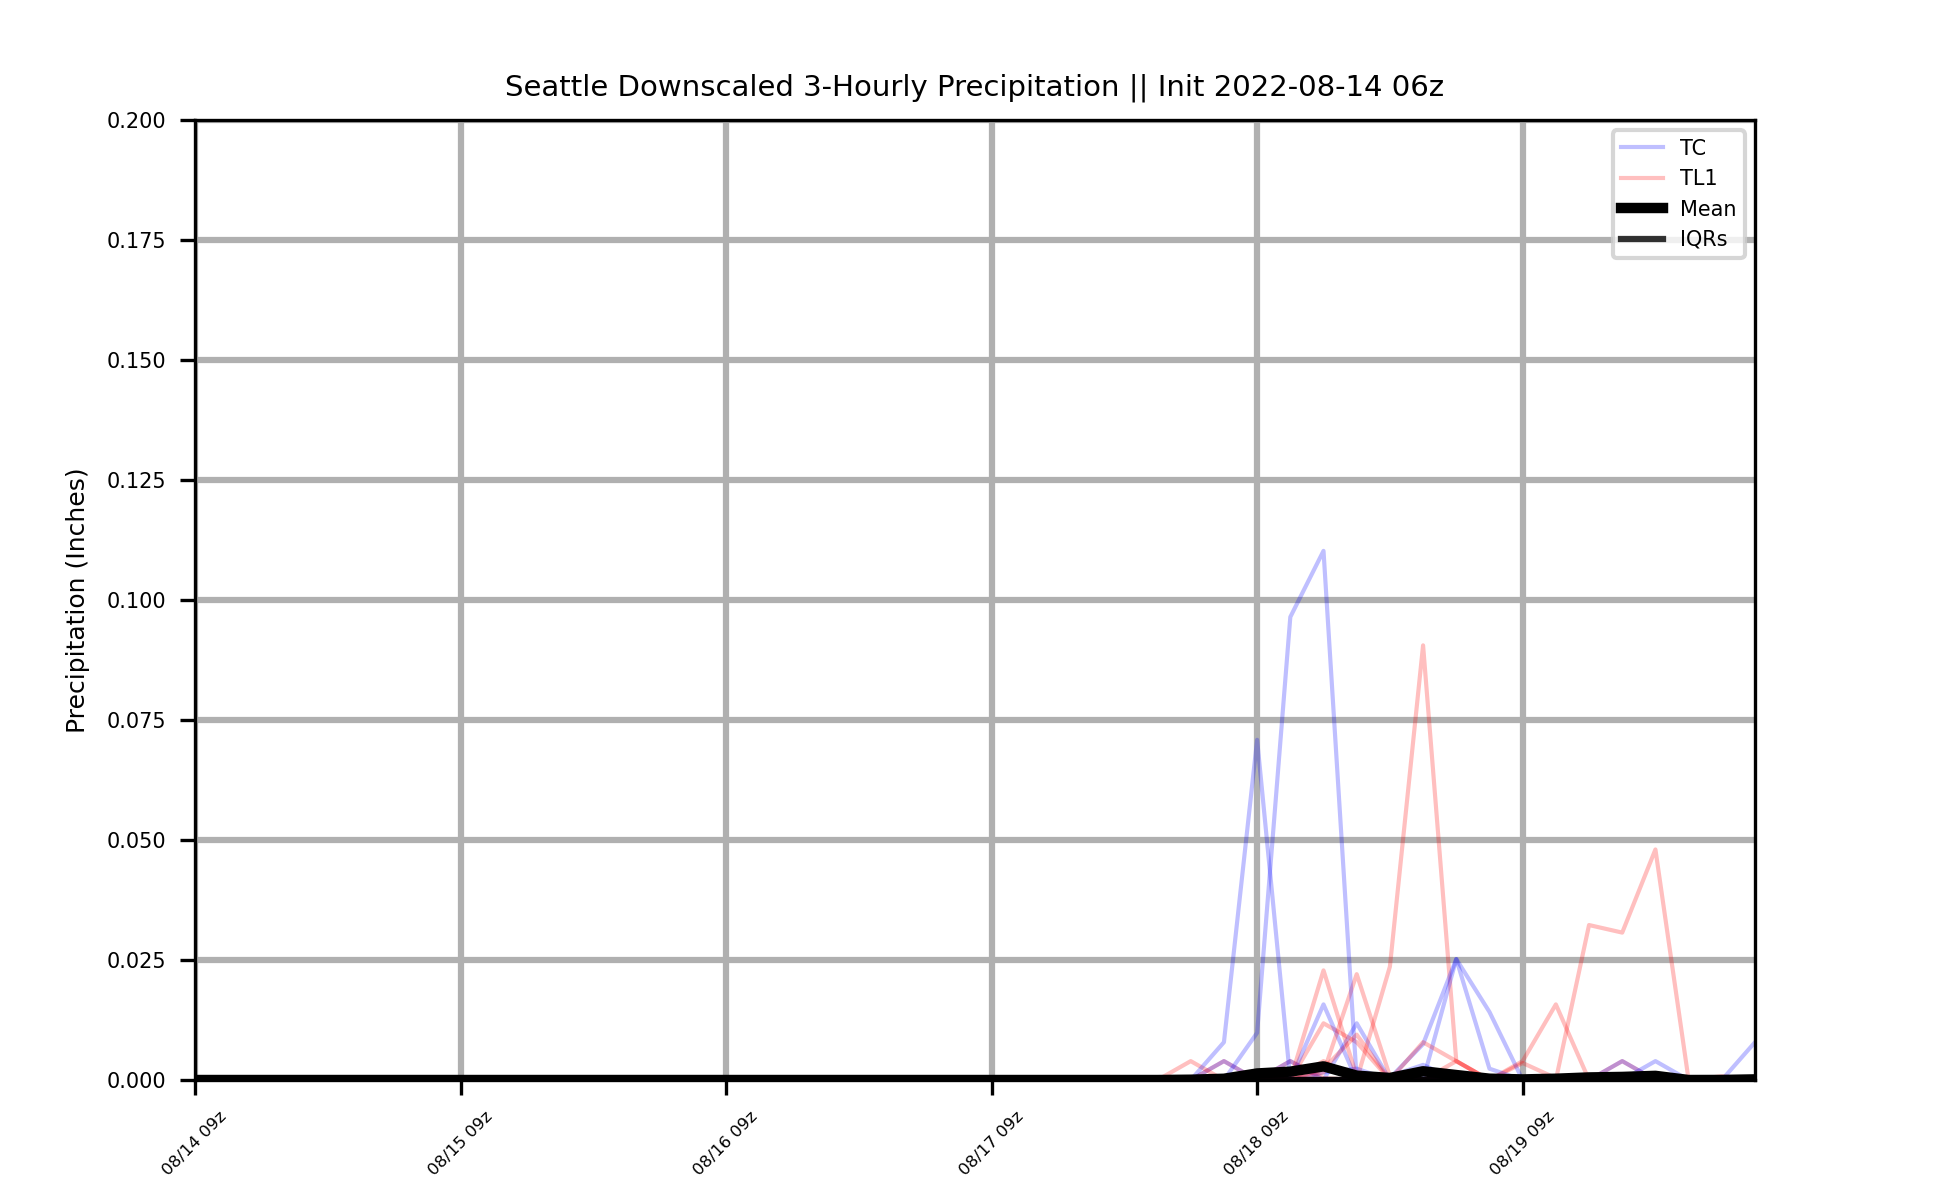 Seattle Downscaled 3-Hourly Precipitation || Init 2022-08-14 06z
0.200
0.175
0.150
0.125
0.100
0.075
0.050
0.025
0.000
Precipitation (Inches)
TC
TL1
Mean
IQRs
08/14 09z
08/15 09z
08/16 09z
08/17 09z
08/18 09z
08/19 09z